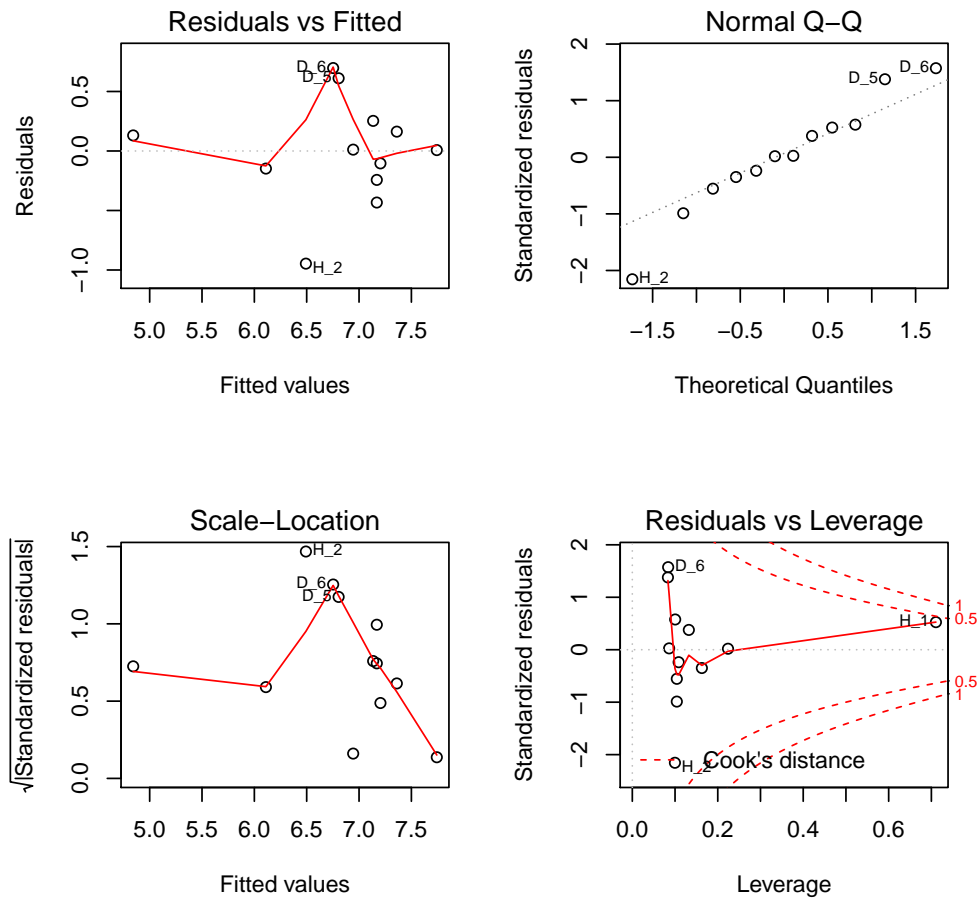 Residuals vs Fitted
Residuals
0.5
0.0
−1.0
D_6
D_5
H_2
5.0 5.5 6.0 6.5 7.0 7.5
Fitted values
Normal Q−Q
Standardized residuals
2
1
0
−1
−2
D_5
D_6
H_2
−1.5 −0.5 0.5 1.5
Theoretical Quantiles
Scale−Location
√|Standardized residuals|
1.5
1.0
0.5
0.0
H_2
D_6
D_5
5.0 5.5 6.0 6.5 7.0 7.5
Fitted values
Residuals vs Leverage
Standardized residuals
2
1
0
−1
−2
D_6
H_1
1
0.5
0.5
1
H_2
Cook's distance
0.0 0.2 0.4 0.6
Leverage